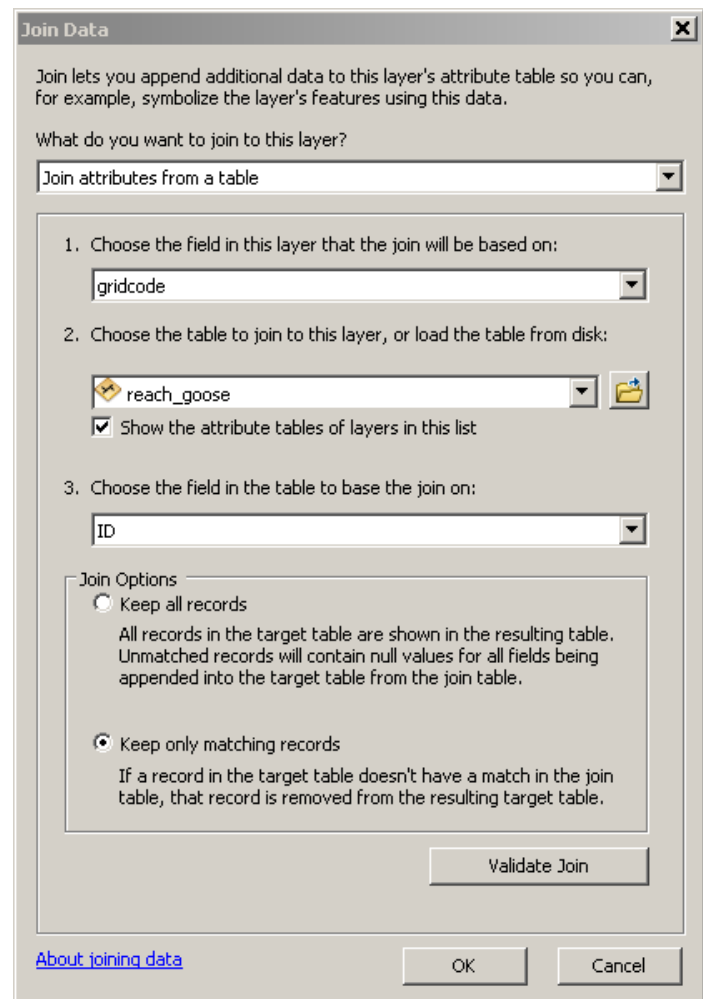 Join Data
Join lets you append additional data to this layer's attribute table so you can,
for example, symbolize the layer's features using this data.
What do you want to join to this layer?
Join attributes from a table
1. Choose the field in this layer that the join will be based on:
gridcode
2. Choose the table to join to this layer, or load the table from disk:
reach_goose
Show the attribute tables of layers in this list
3. Choose the field in the table to base the join on:
ID
Join Options
Keep all records
All records in the target table are shown in the resulting table.
Unmatched records will contain null values for all fields being
appended into the target table from the join table.
Keep only matching records
If a record in the target table doesn't have a match in the join
table, that record is removed from the resulting target table.
Validate Join
About joining data
OK
Cancel